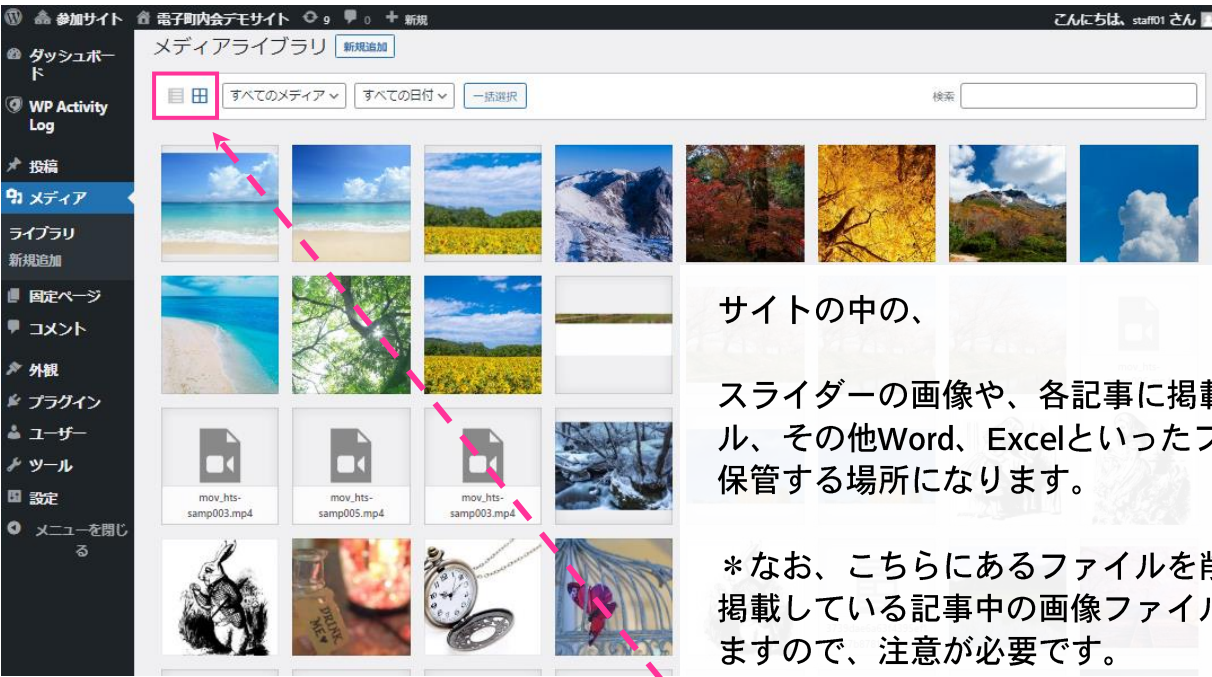 参加サイト 電子町内会デモサイト 9 0 新規 こんにちは、staff01 さん
ダッシュボー
ド
WP Activity
Log
投稿
メディア
ライブラリ
新規追加
固定ページ
コメント
外観
プラグイン
ユーザー
ツール
設定
メニューを閉じ
る
メディアライブラリ 新規追加
すべてのメディア すべての日付 一括選択 検索
mov_hts-
samp003.mp4
mov_hts-
samp005.mp4
mov_hts-
samp003.mp4
DRINK
ME
サイトの中の、
スライダーの画像や、各記事に掲載
ル、その他Word、Excelといったフ
保管する場所になります。
＊なお、こちらにあるファイルを削
掲載している記事中の画像ファイル
ますので、注意が必要です。